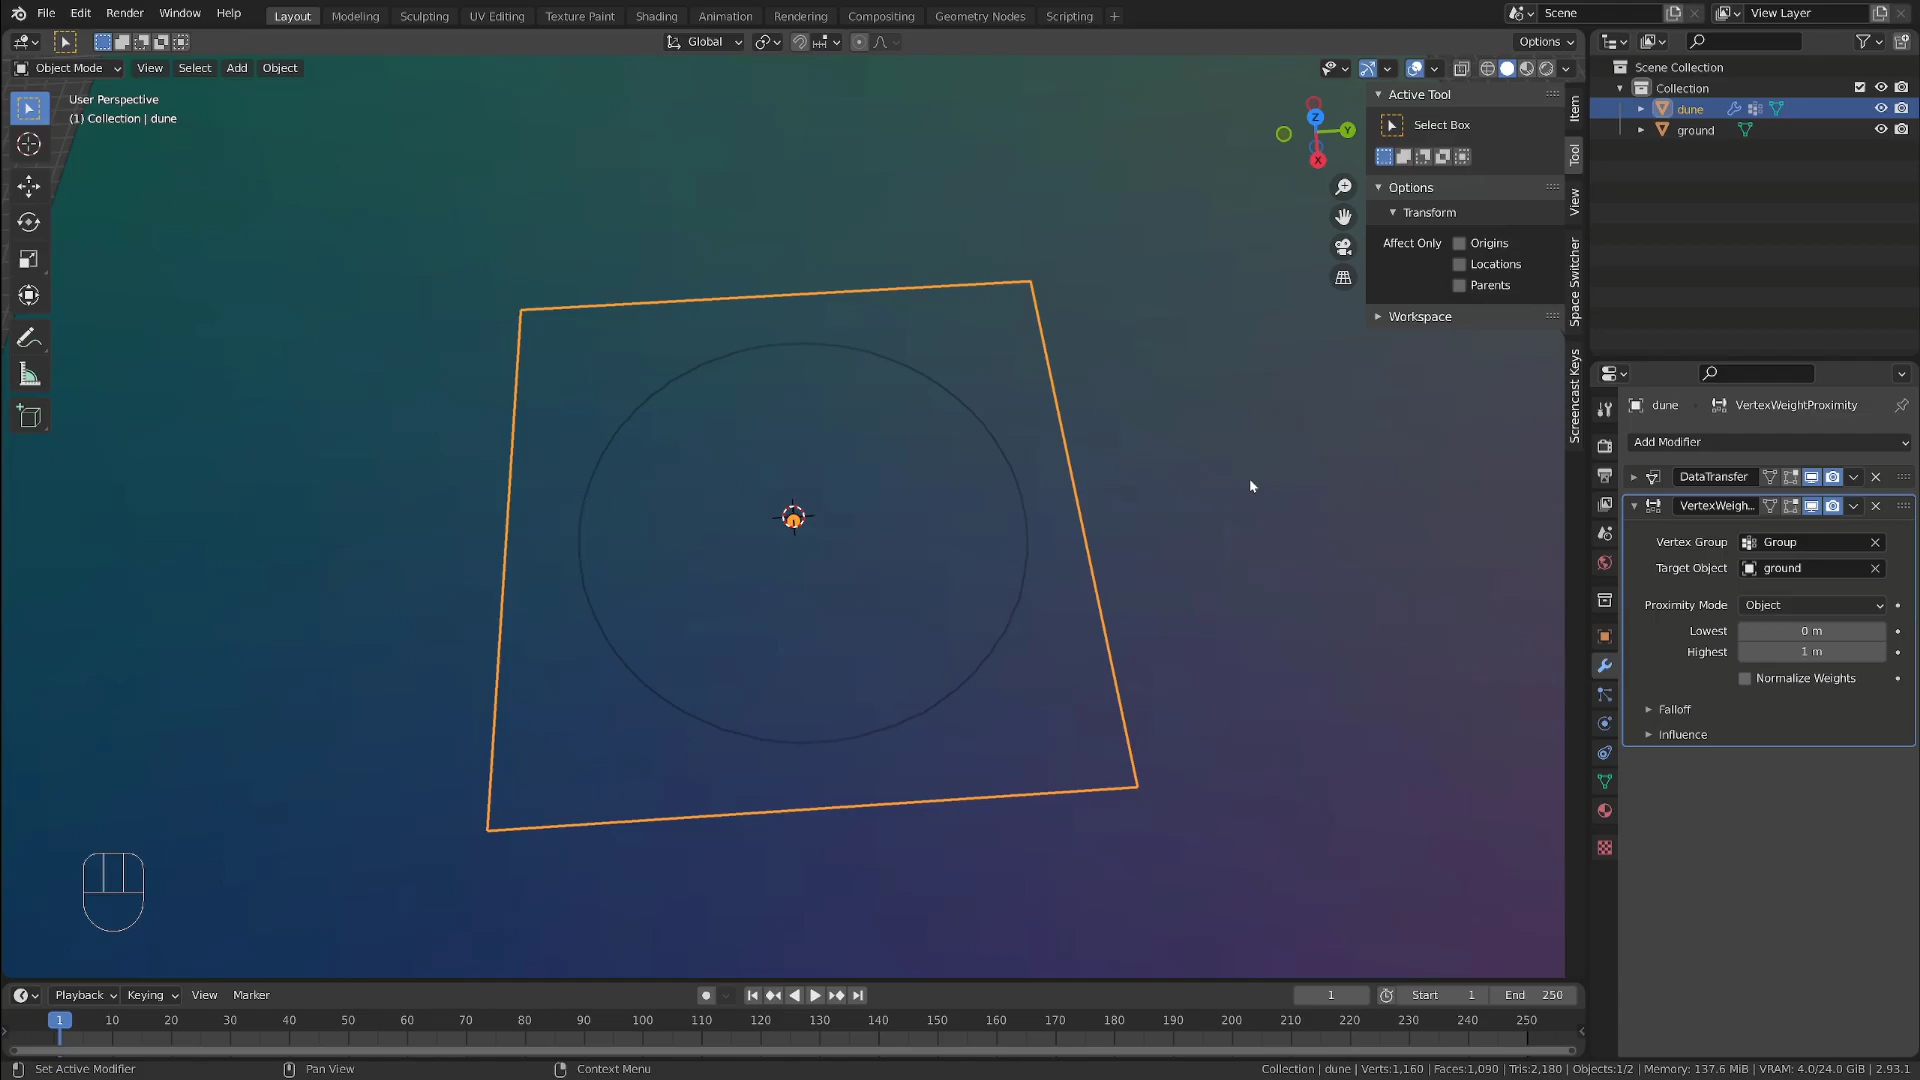 File Edit Render Window Help Layout Modeling Sculpting UV Editing Texture Paint Shading Animation Rendering Compositing Geometry Nodes Scripting + Scene View Layer
Global Options
Object Mode View Select Add Object
Scene Collection
Collection
dune
ground
User Perspective
(1) Collection | dune
Active Tool
Select Box
Options
Transform
Affect Only Origins
Locations
Parents
Workspace
Item
Tool
View
Space Switcher
Screencast Keys
Z
Y
X
dune VertexWeightProximity
Add Modifier
DataTransfer
VertexWeigh...
Vertex Group Group
Target Object ground
Proximity Mode Object
Lowest 0 m
Highest 1 m
Normalize Weights
Falloff
Influence
Playback Keying View Marker 1 Start 1 End 250
1 10 20 30 40 50 60 70 80 90 100 110 120 130 140 150 160 170 180 190 200 210 220 230 240 250
Set Active Modifier Pan View Context Menu Collection | dune | Verts:1,160 | Faces:1,090 | Tris:2,180 | Objects:1/2 | Memory: 137.6 MiB | VRAM: 4.0/24.0 GiB | 2.93.1